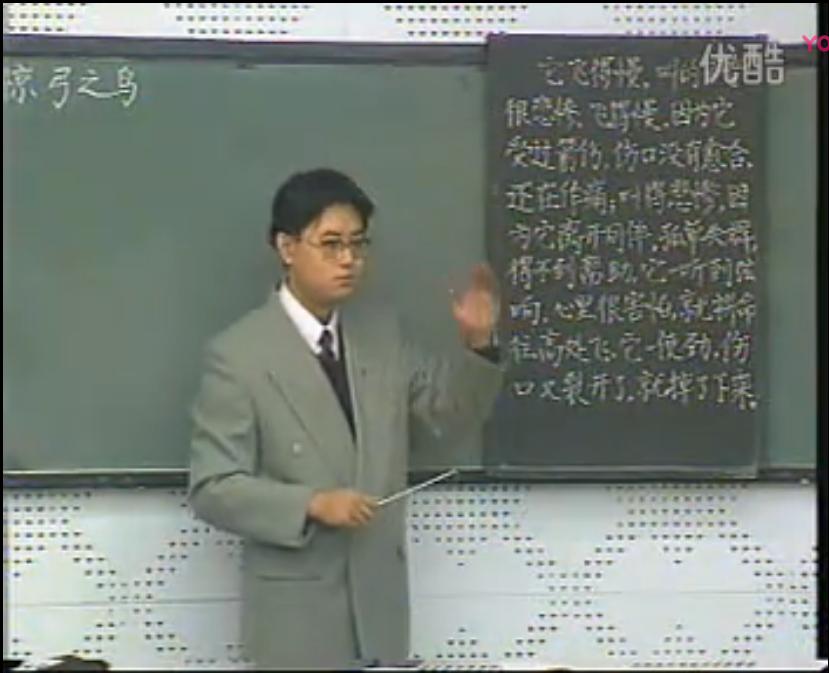 惊弓之鸟
优酷
YO
它飞得慢,叫的
很悲惨,飞得慢,因为它
受过箭伤,伤口没有愈合,
还在作痛;叫得悲惨,因
为它离开同伴,孤单失群,
得不到帮助。它一听到弦
响,心里很害怕,就拼命
往高处飞。它一使劲,伤
口又裂开了,就掉了下来。